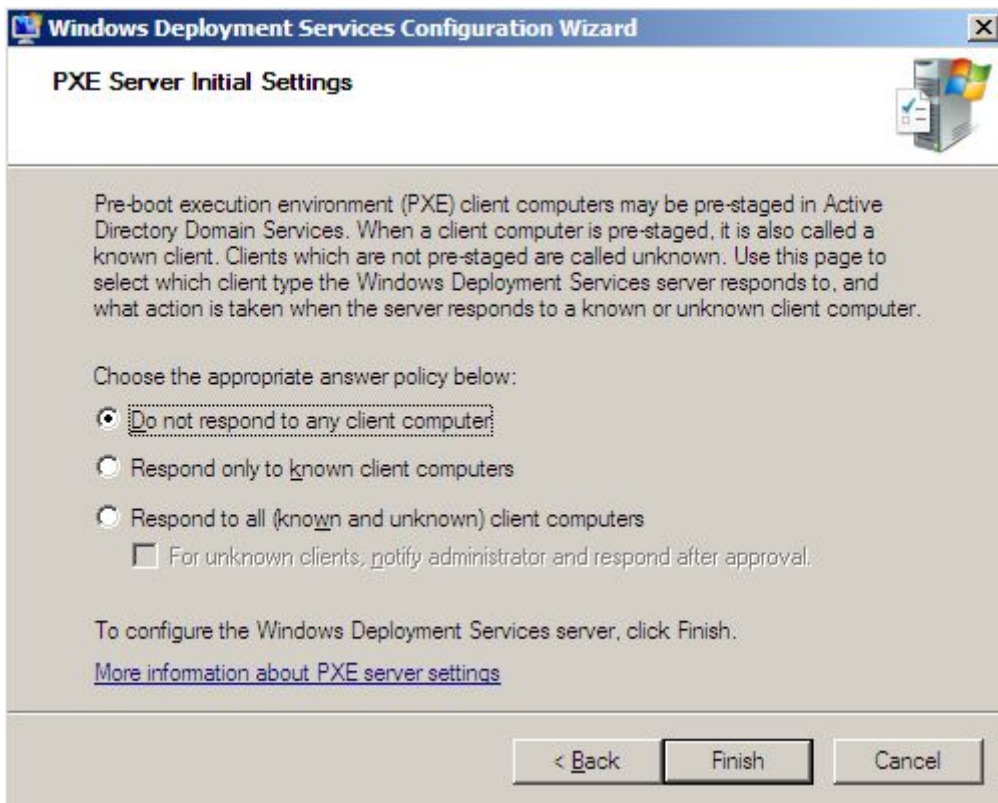 Windows Deployment Services Configuration Wizard
PXE Server Initial Settings
Pre-boot execution environment (PXE) client computers may be pre-staged in Active
Directory Domain Services. When a client computer is pre-staged, it is also called a
known client. Clients which are not pre-staged are called unknown. Use this page to
select which client type the Windows Deployment Services server responds to, and
what action is taken when the server responds to a known or unknown client computer.
Choose the appropriate answer policy below:
Do not respond to any client computer
Respond only to known client computers
Respond to all (known and unknown) client computers
For unknown clients, notify administrator and respond after approval.
To configure the Windows Deployment Services server, click Finish.
More information about PXE server settings
< Back Finish Cancel